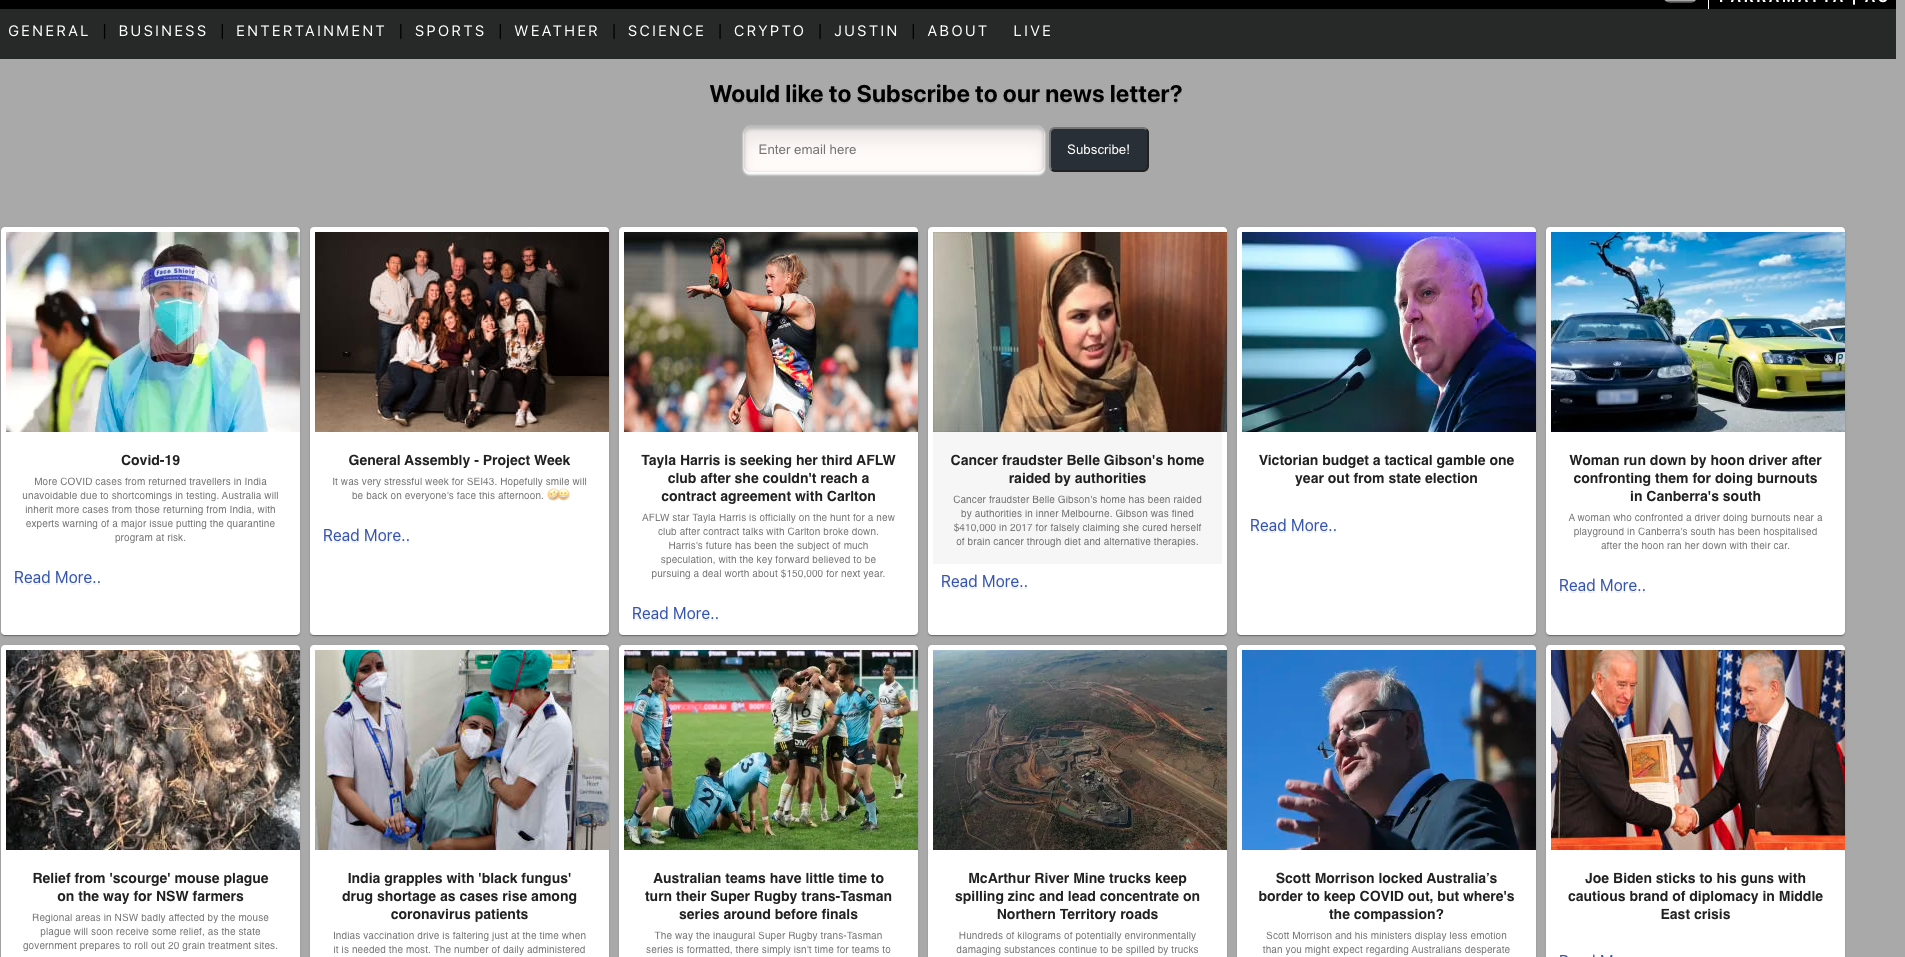 GENERAL | BUSINESS | ENTERTAINMENT | SPORTS | WEATHER | SCIENCE | CRYPTO | JUSTIN | ABOUT LIVE
Would like to Subscribe to our news letter?
Enter email here
Subscribe!
Face Shield
Covid-19
More COVID cases from returned travellers in India
unavoidable due to shortcomings in testing. Australia will
inherit more cases from those returning from India, with
experts warning of a major issue putting the quarantine
program at risk.
Read More..
General Assembly - Project Week
It was very stressful week for SEI43. Hopefully smile will
be back on everyone's face this afternoon.
Read More..
Tayla Harris is seeking her third AFLW
club after she couldn't reach a
contract agreement with Carlton
AFLW star Tayla Harris is officially on the hunt for a new
club after contract talks with Carlton broke down.
Harris's future has been the subject of much
speculation, with the key forward believed to be
pursuing a deal worth about $150,000 for next year.
Read More..
Cancer fraudster Belle Gibson's home
raided by authorities
Cancer fraudster Belle Gibson's home has been raided
by authorities in inner Melbourne. Gibson was fined
$410,000 in 2017 for falsely claiming she cured herself
of brain cancer through diet and alternative therapies.
Read More..
Victorian budget a tactical gamble one
year out from state election
Read More..
Woman run down by hoon driver after
confronting them for doing burnouts
in Canberra's south
A woman who confronted a driver doing burnouts near a
playground in Canberra's south has been hospitalised
after the hoon ran her down with their car.
Read More..
Relief from 'scourge' mouse plague
on the way for NSW farmers
Regional areas in NSW badly affected by the mouse
plague will soon receive some relief, as the state
government prepares to roll out 20 grain treatment sites.
India grapples with 'black fungus'
drug shortage as cases rise among
coronavirus patients
Indias vaccination drive is faltering just at the time when
it is needed the most. The number of daily administered
21
3
16
Australian teams have little time to
turn their Super Rugby trans-Tasman
series around before finals
The way the inaugural Super Rugby trans-Tasman
series is formatted, there simply isn't time for teams to
McArthur River Mine trucks keep
spilling zinc and lead concentrate on
Northern Territory roads
Hundreds of kilograms of potentially environmentally
damaging substances continue to be spilled by trucks
Scott Morrison locked Australia's
border to keep COVID out, but where's
the compassion?
Scott Morrison and his ministers display less emotion
than you might expect regarding Australians desperate
Joe Biden sticks to his guns with
cautious brand of diplomacy in Middle
East crisis